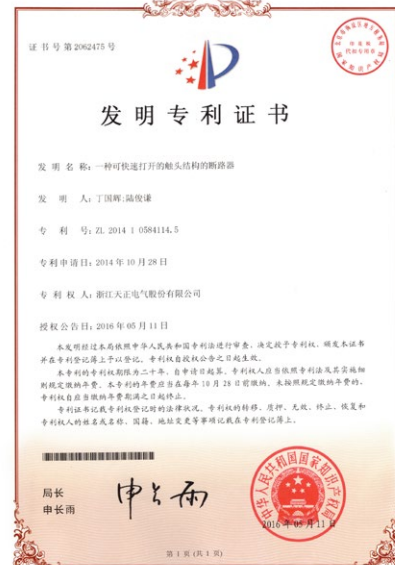 证书号第2062475号
发明专利证书
发 明 名 称：一种可快速打开的触头结构的断路器
发 明 人：丁国辉;陆俊谦
专 利 号：ZL 2014 1 0584114.5
专利申请日：2014年10月28日
专 利 权 人：浙江天正电气股份有限公司
授权公告日：2016年05月11日
本发明经过本局依照中华人民共和国专利法进行审查，决定授予专利权，颁发本证书
并在专利登记簿上予以登记。专利权自授权公告之日起生效。
本专利的专利权期限为二十年，自申请日起算。专利权人应当依照专利法及其实施细
则规定缴纳年费。本专利的年费应当在每年10月28日前缴纳。未按照规定缴纳年费的，
专利权自应当缴纳年费期满之日起终止。
专利证书记载专利权登记时的法律状况。专利权的转移、质押、无效、终止、恢复和
专利权人的姓名或名称、国籍、地址变更等事项记载在专利登记簿上。
局长
申长雨
申长雨
中华人民共和国国家知识产权局
2016年05月11日
第 1 页 (共 1 页)